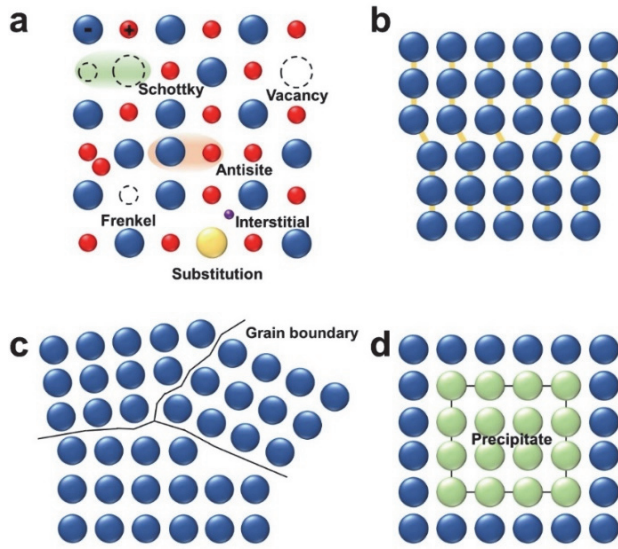 a
- +
Schottky
Vacancy
Antisite
Frenkel
Interstitial
Substitution
b
c
Grain boundary
d
Precipitate